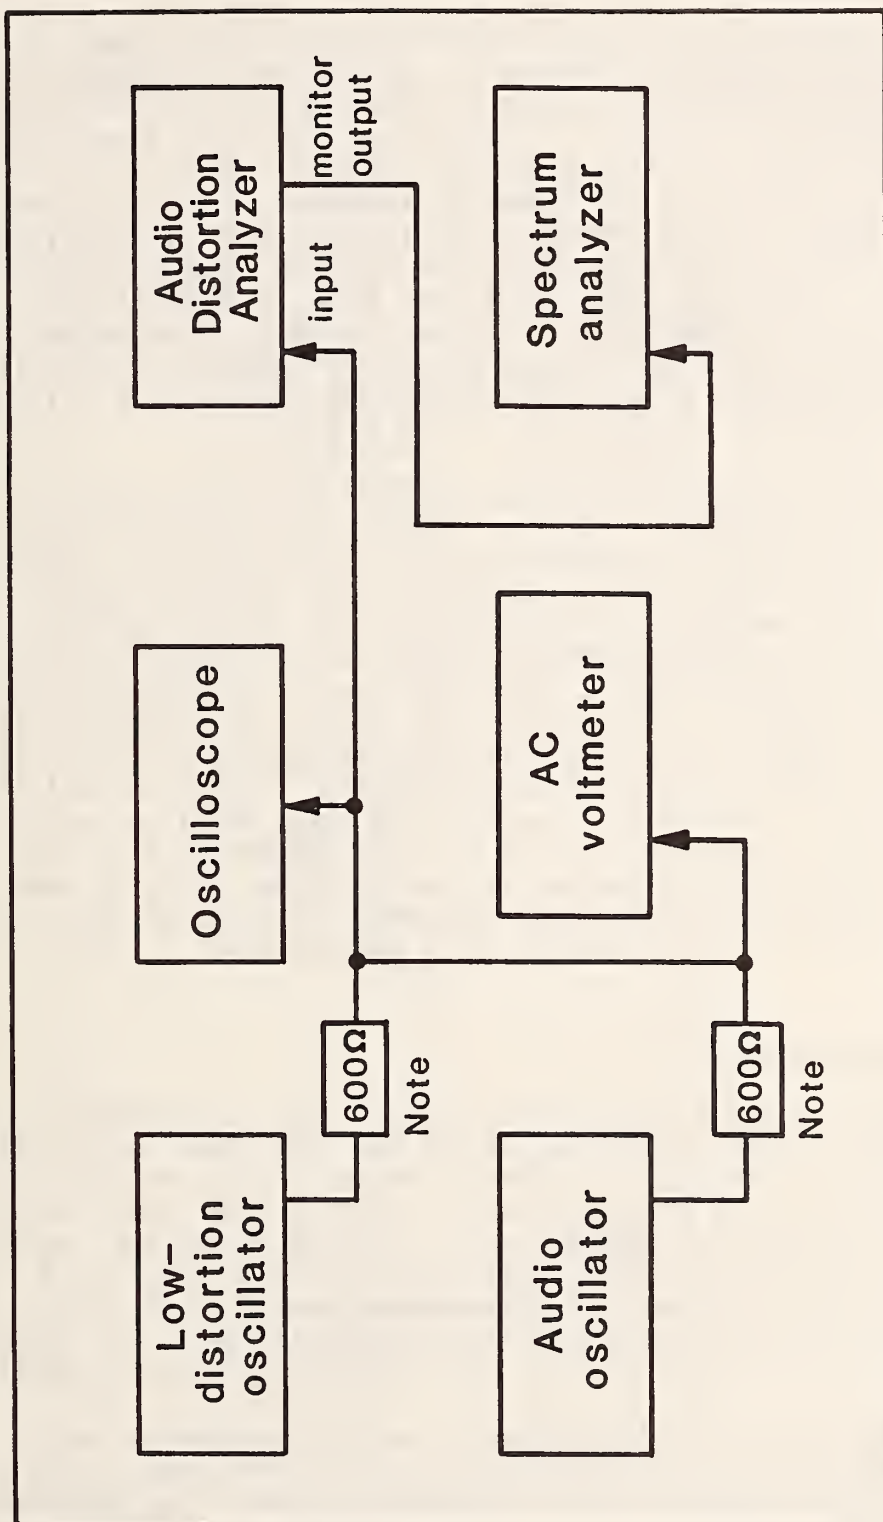 Low-
distortion
oscillator
600Ω
Note
Oscilloscope
Audio
Distortion
Analyzer
input
monitor
output
Audio
oscillator
600Ω
Note
AC
voltmeter
Spectrum
analyzer